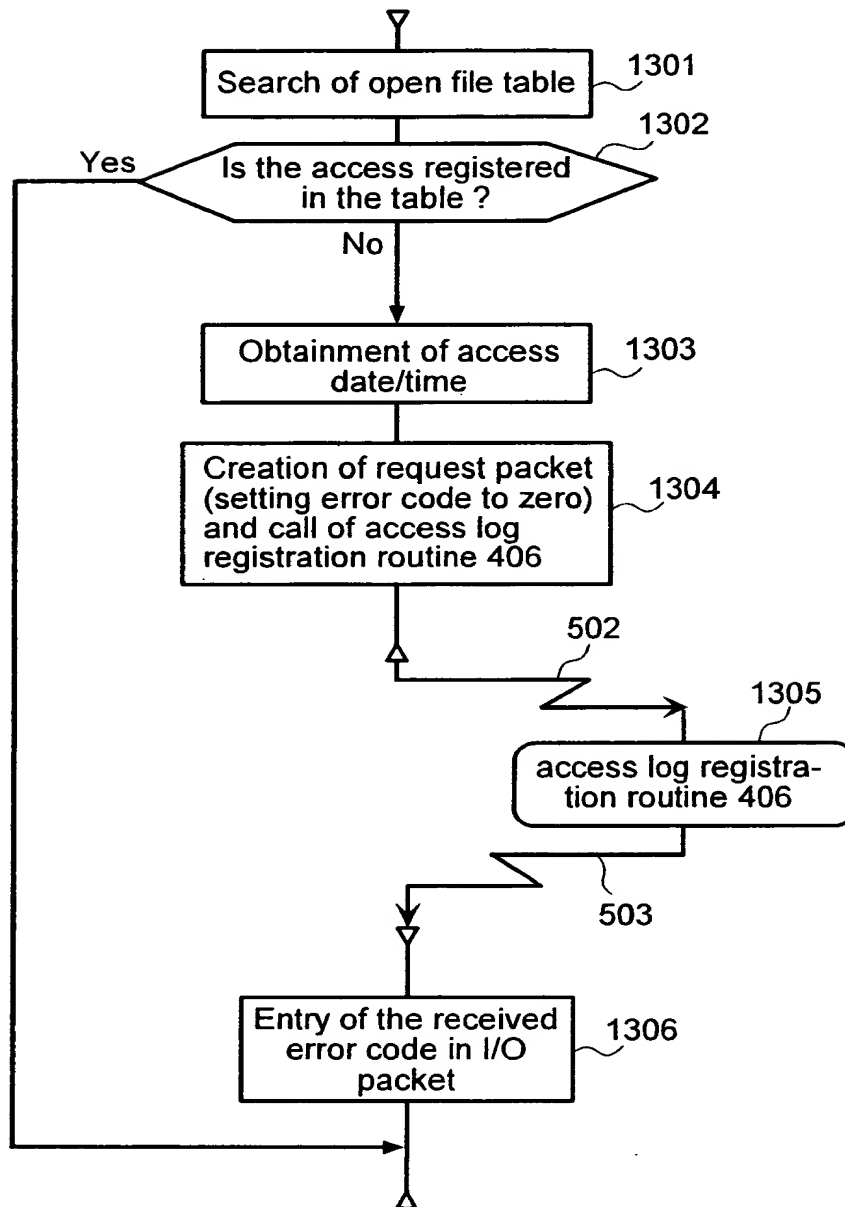 Search of open file table
1301
1302
Yes
Is the access registered
in the table ?
No
Obtainment of access
date/time
1303
Creation of request packet
(setting error code to zero)
and call of access log
registration routine 406
1304
502
1305
access log registra-
tion routine 406
503
Entry of the received
error code in I/O
packet
1306